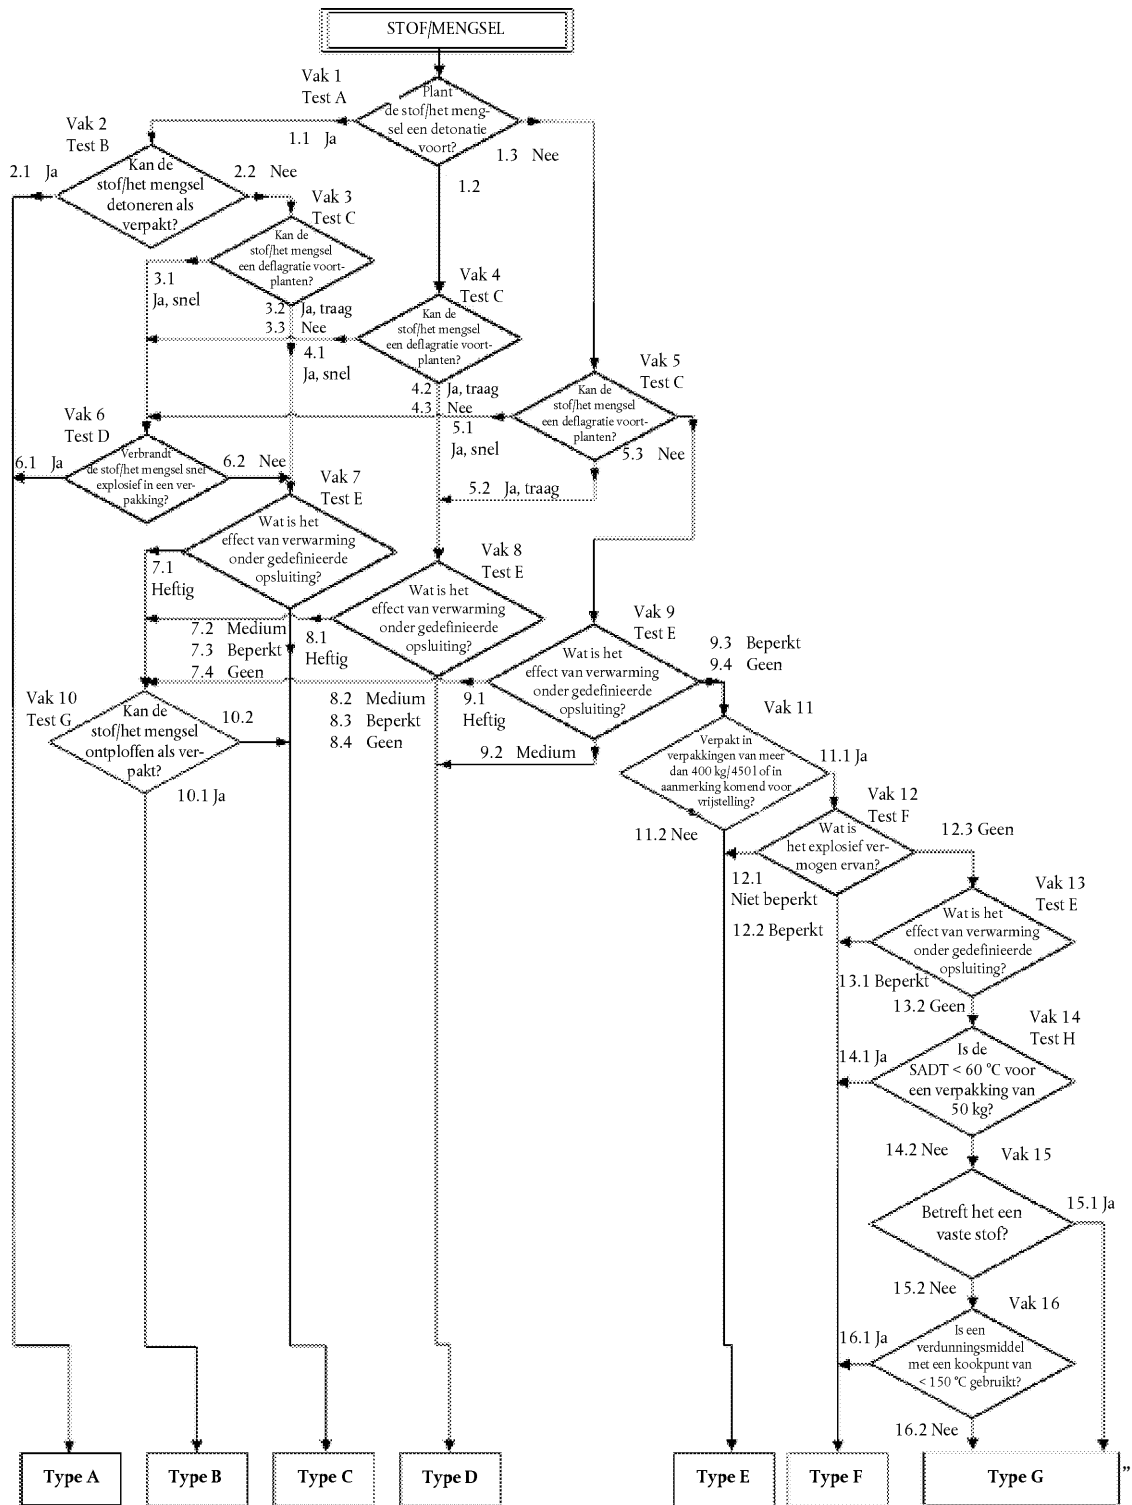 STOF/MENGSEL
Vak 1
Test A
Plant
de stof/het meng-
sel een detonatie
voort?
1.1 Ja
1.2
1.3 Nee
Vak 2
Test B
Kan de
stof/het mengsel
detoneren als
verpakt?
2.1 Ja
2.2 Nee
Vak 3
Test C
Kan de
stof/het mengsel
een deflagratie voort-
planten?
3.1
Ja, snel
3.2 Ja, traag
3.3 Nee
Vak 4
Test C
Kan de
stof/het mengsel
een deflagratie voort-
planten?
4.1
Ja, snel
4.2 Ja, traag
4.3 Nee
Vak 5
Test C
Kan de
stof/het mengsel
een deflagratie voort-
planten?
5.1
Ja, snel
5.2 Ja, traag
5.3 Nee
Vak 6
Test D
Verbrandt
de stof/het mengsel snel
explosief in een ver-
pakking?
6.1 Ja
6.2 Nee
Vak 7
Test E
Wat is het
effect van verwarming
onder gedefinieerde
opsluiting?
7.1
Heftig
7.2 Medium
7.3 Beperkt
7.4 Geen
Vak 8
Test E
Wat is het
effect van verwarming
onder gedefinieerde
opsluiting?
8.1
Heftig
8.2 Medium
8.3 Beperkt
8.4 Geen
Vak 9
Test E
Wat is het
effect van verwarming
onder gedefinieerde
opsluiting?
9.1
Heftig
9.2 Medium
9.3 Beperkt
9.4 Geen
Vak 10
Test G
Kan de
stof/het mengsel
ontploffen als ver-
pakt?
10.2
10.1 Ja
Vak 11
Verpakt in
verpakkingen van meer
dan 400 kg/450 l of in
aanmerking komend voor
vrijstelling?
11.1 Ja
11.2 Nee
Vak 12
Test F
Wat is
het explosief ver-
mogen ervan?
12.1
Niet beperkt
12.2 Beperkt
12.3 Geen
Vak 13
Test E
Wat is het
effect van verwarming
onder gedefinieerde
opsluiting?
13.1 Beperkt
13.2 Geen
Vak 14
Test H
Is de
SADT < 60 °C voor
een verpakking van
50 kg?
14.1 Ja
14.2 Nee
Vak 15
Betreft het een
vaste stof?
15.1 Ja
15.2 Nee
Vak 16
Is een
verdunningsmiddel
met een kookpunt van
< 150 °C gebruikt?
16.1 Ja
16.2 Nee
Type A
Type B
Type C
Type D
Type E
Type F
Type G
”